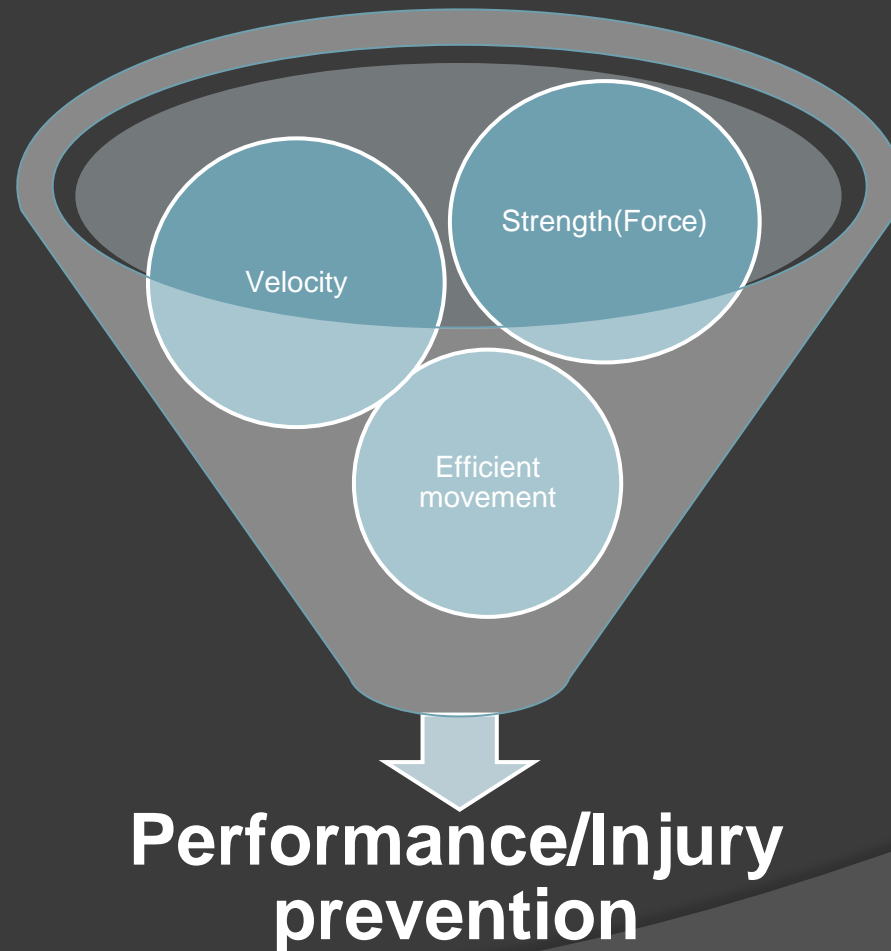 Strength(Force)
Velocity
Efficient
movement
Performance/Injury
prevention